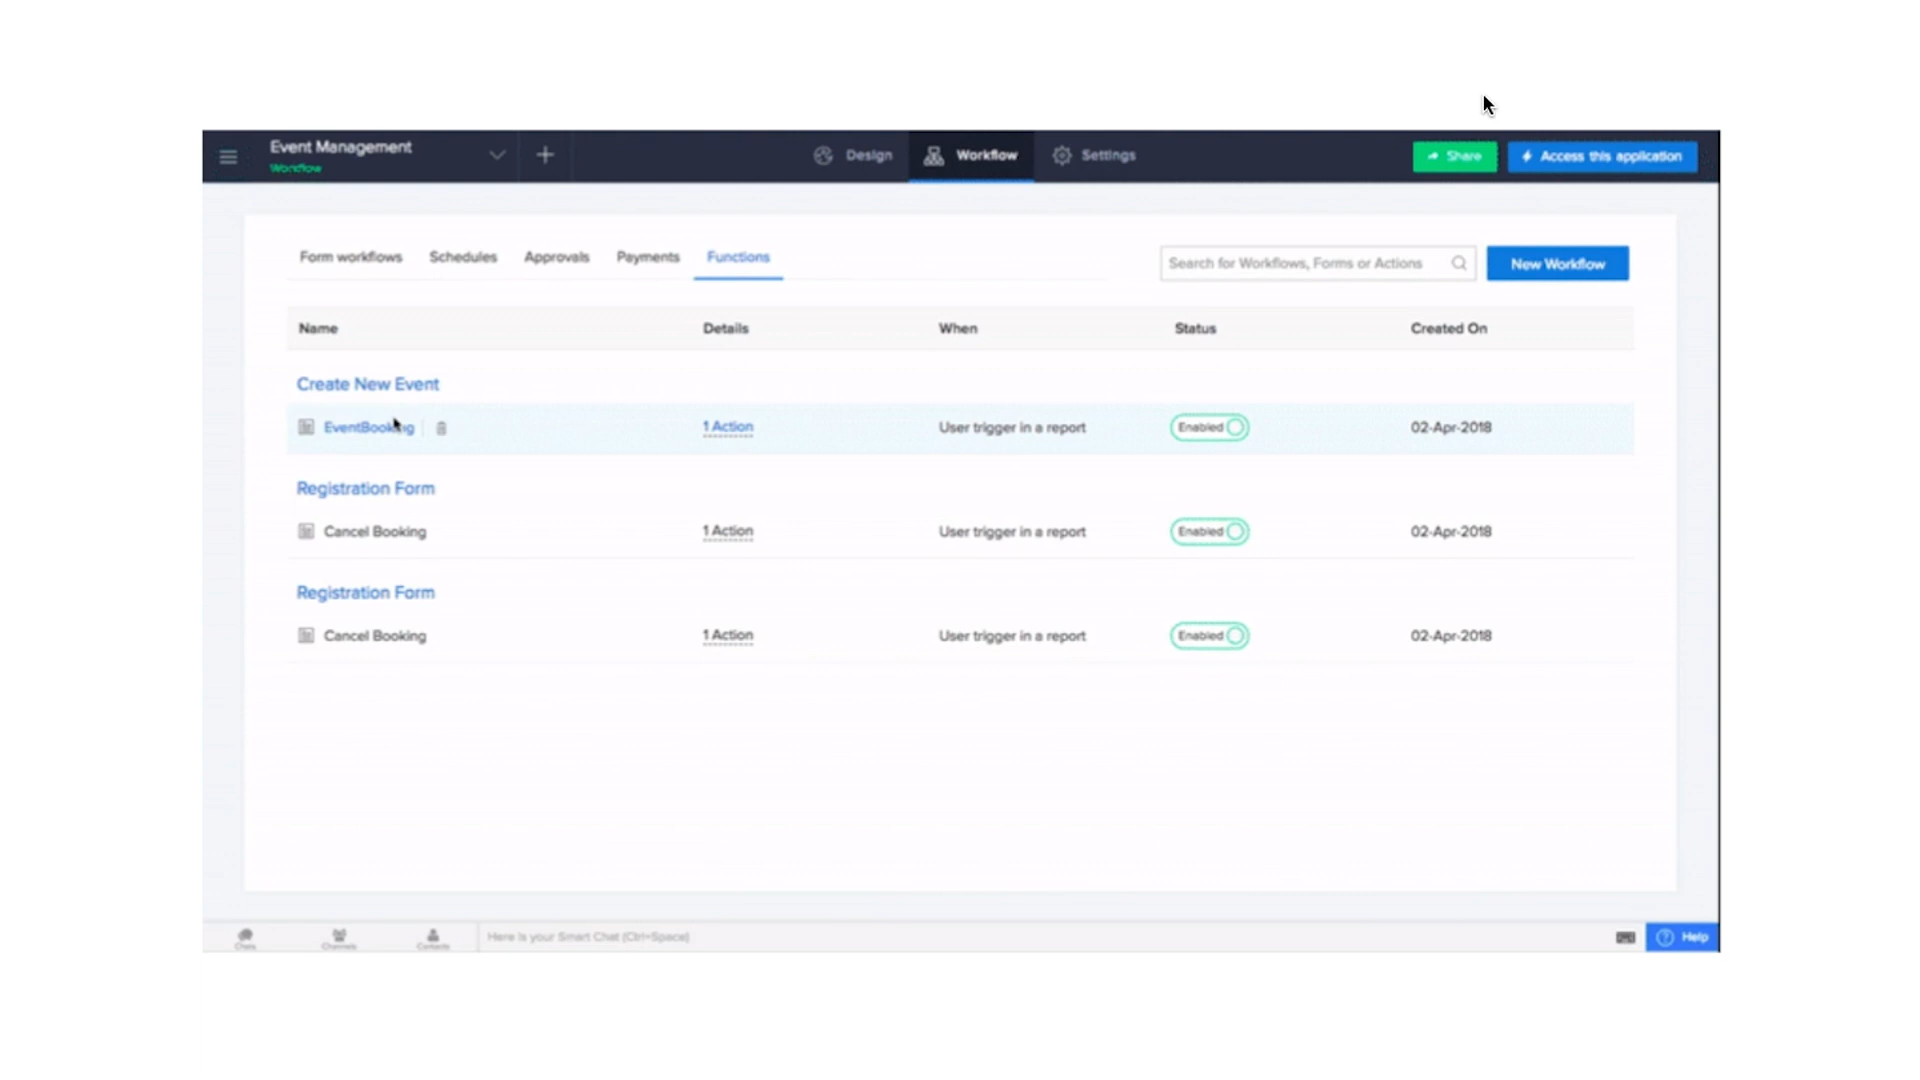 Event Management
Workflow
Design
Workflow
Settings
Share
Access this application
Form workflows
Schedules
Approvals
Payments
Functions
Search for Workflows, Forms or Actions
New Workflow
Name
Details
When
Status
Created On
Create New Event
EventBooking
1 Action
User trigger in a report
Enabled
02-Apr-2018
Registration Form
Cancel Booking
1 Action
User trigger in a report
Enabled
02-Apr-2018
Registration Form
Cancel Booking
1 Action
User trigger in a report
Enabled
02-Apr-2018
Chats
Channels
Contacts
Here is your Smart Chat (Ctrl+Space)
Help